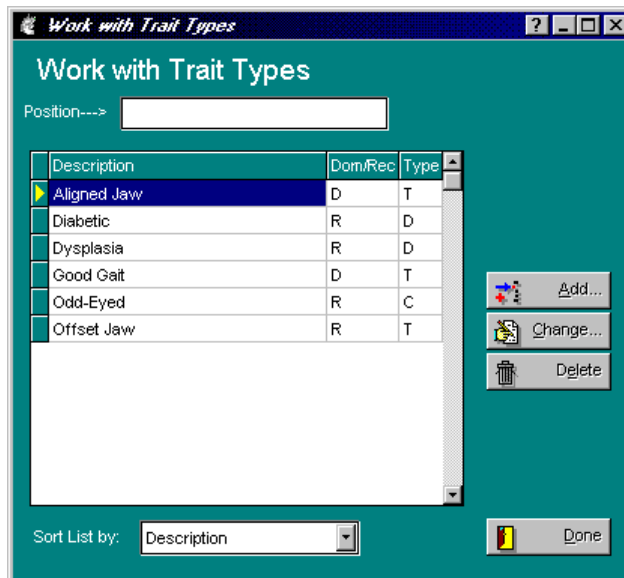 Work with Trait Types
Work with Trait Types
Position--->
Description Dom/Rec Type
Aligned Jaw D T
Diabetic R D
Dysplasia R D
Good Gait D T
Odd-Eyed R C
Offset Jaw R T
Add...
Change...
Delete
Sort List by: Description
Done